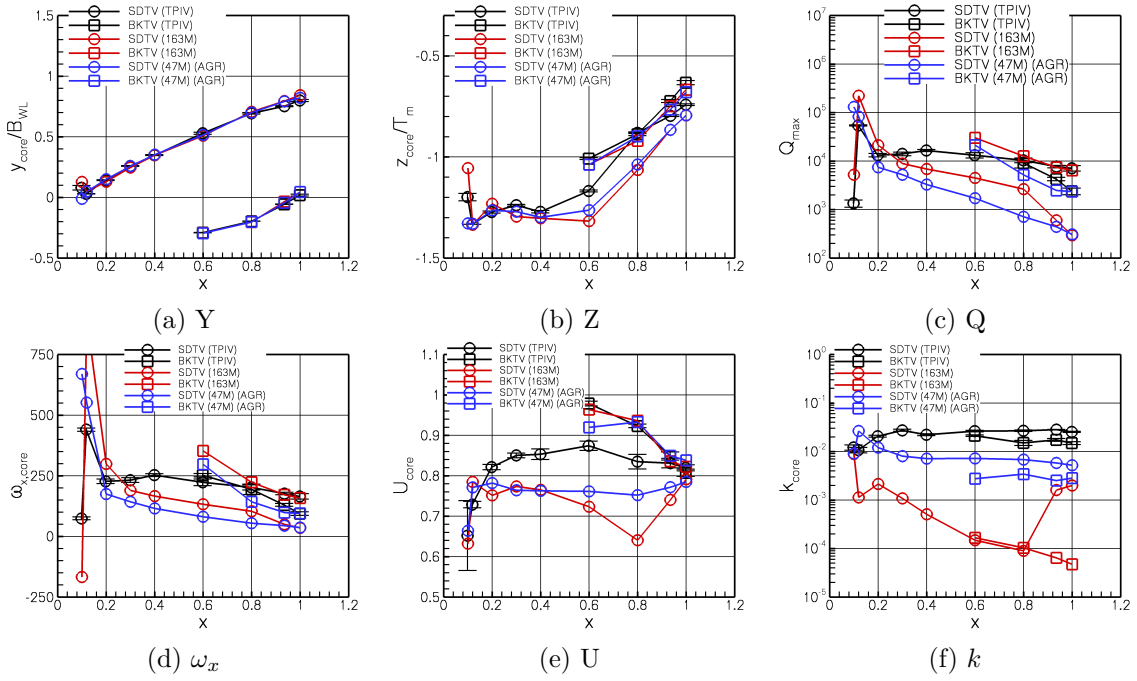 SDTV (TPIV)
BKTV (TPIV)
SDTV (163M)
BKTV (163M)
SDTV (47M) (AGR)
BKTV (47M) (AGR)
y_core/B_WL
1.5
1
0.5
0
-0.5
0 0.2 0.4 0.6 0.8 1 1.2
x
(a) Y
SDTV (TPIV)
BKTV (TPIV)
SDTV (163M)
BKTV (163M)
SDTV (47M) (AGR)
BKTV (47M) (AGR)
z_core/T_m
-0.5
-1
-1.5
0 0.2 0.4 0.6 0.8 1 1.2
x
(b) Z
SDTV (TPIV)
BKTV (TPIV)
SDTV (163M)
BKTV (163M)
SDTV (47M) (AGR)
BKTV (47M) (AGR)
Q_max
10^7
10^6
10^5
10^4
10^3
10^2
0 0.2 0.4 0.6 0.8 1 1.2
x
(c) Q
SDTV (TPIV)
BKTV (TPIV)
SDTV (163M)
BKTV (163M)
SDTV (47M) (AGR)
BKTV (47M) (AGR)
ω_x,core
750
500
250
0
-250
0 0.2 0.4 0.6 0.8 1 1.2
x
(d) ω_x
SDTV (TPIV)
BKTV (TPIV)
SDTV (163M)
BKTV (163M)
SDTV (47M) (AGR)
BKTV (47M) (AGR)
U_core
1.1
1
0.9
0.8
0.7
0.6
0.5
0 0.2 0.4 0.6 0.8 1 1.2
x
(e) U
SDTV (TPIV)
BKTV (TPIV)
SDTV (163M)
BKTV (163M)
SDTV (47M) (AGR)
BKTV (47M) (AGR)
k_core
10^0
10^-1
10^-2
10^-3
10^-4
10^-5
0 0.2 0.4 0.6 0.8 1 1.2
x
(f) k